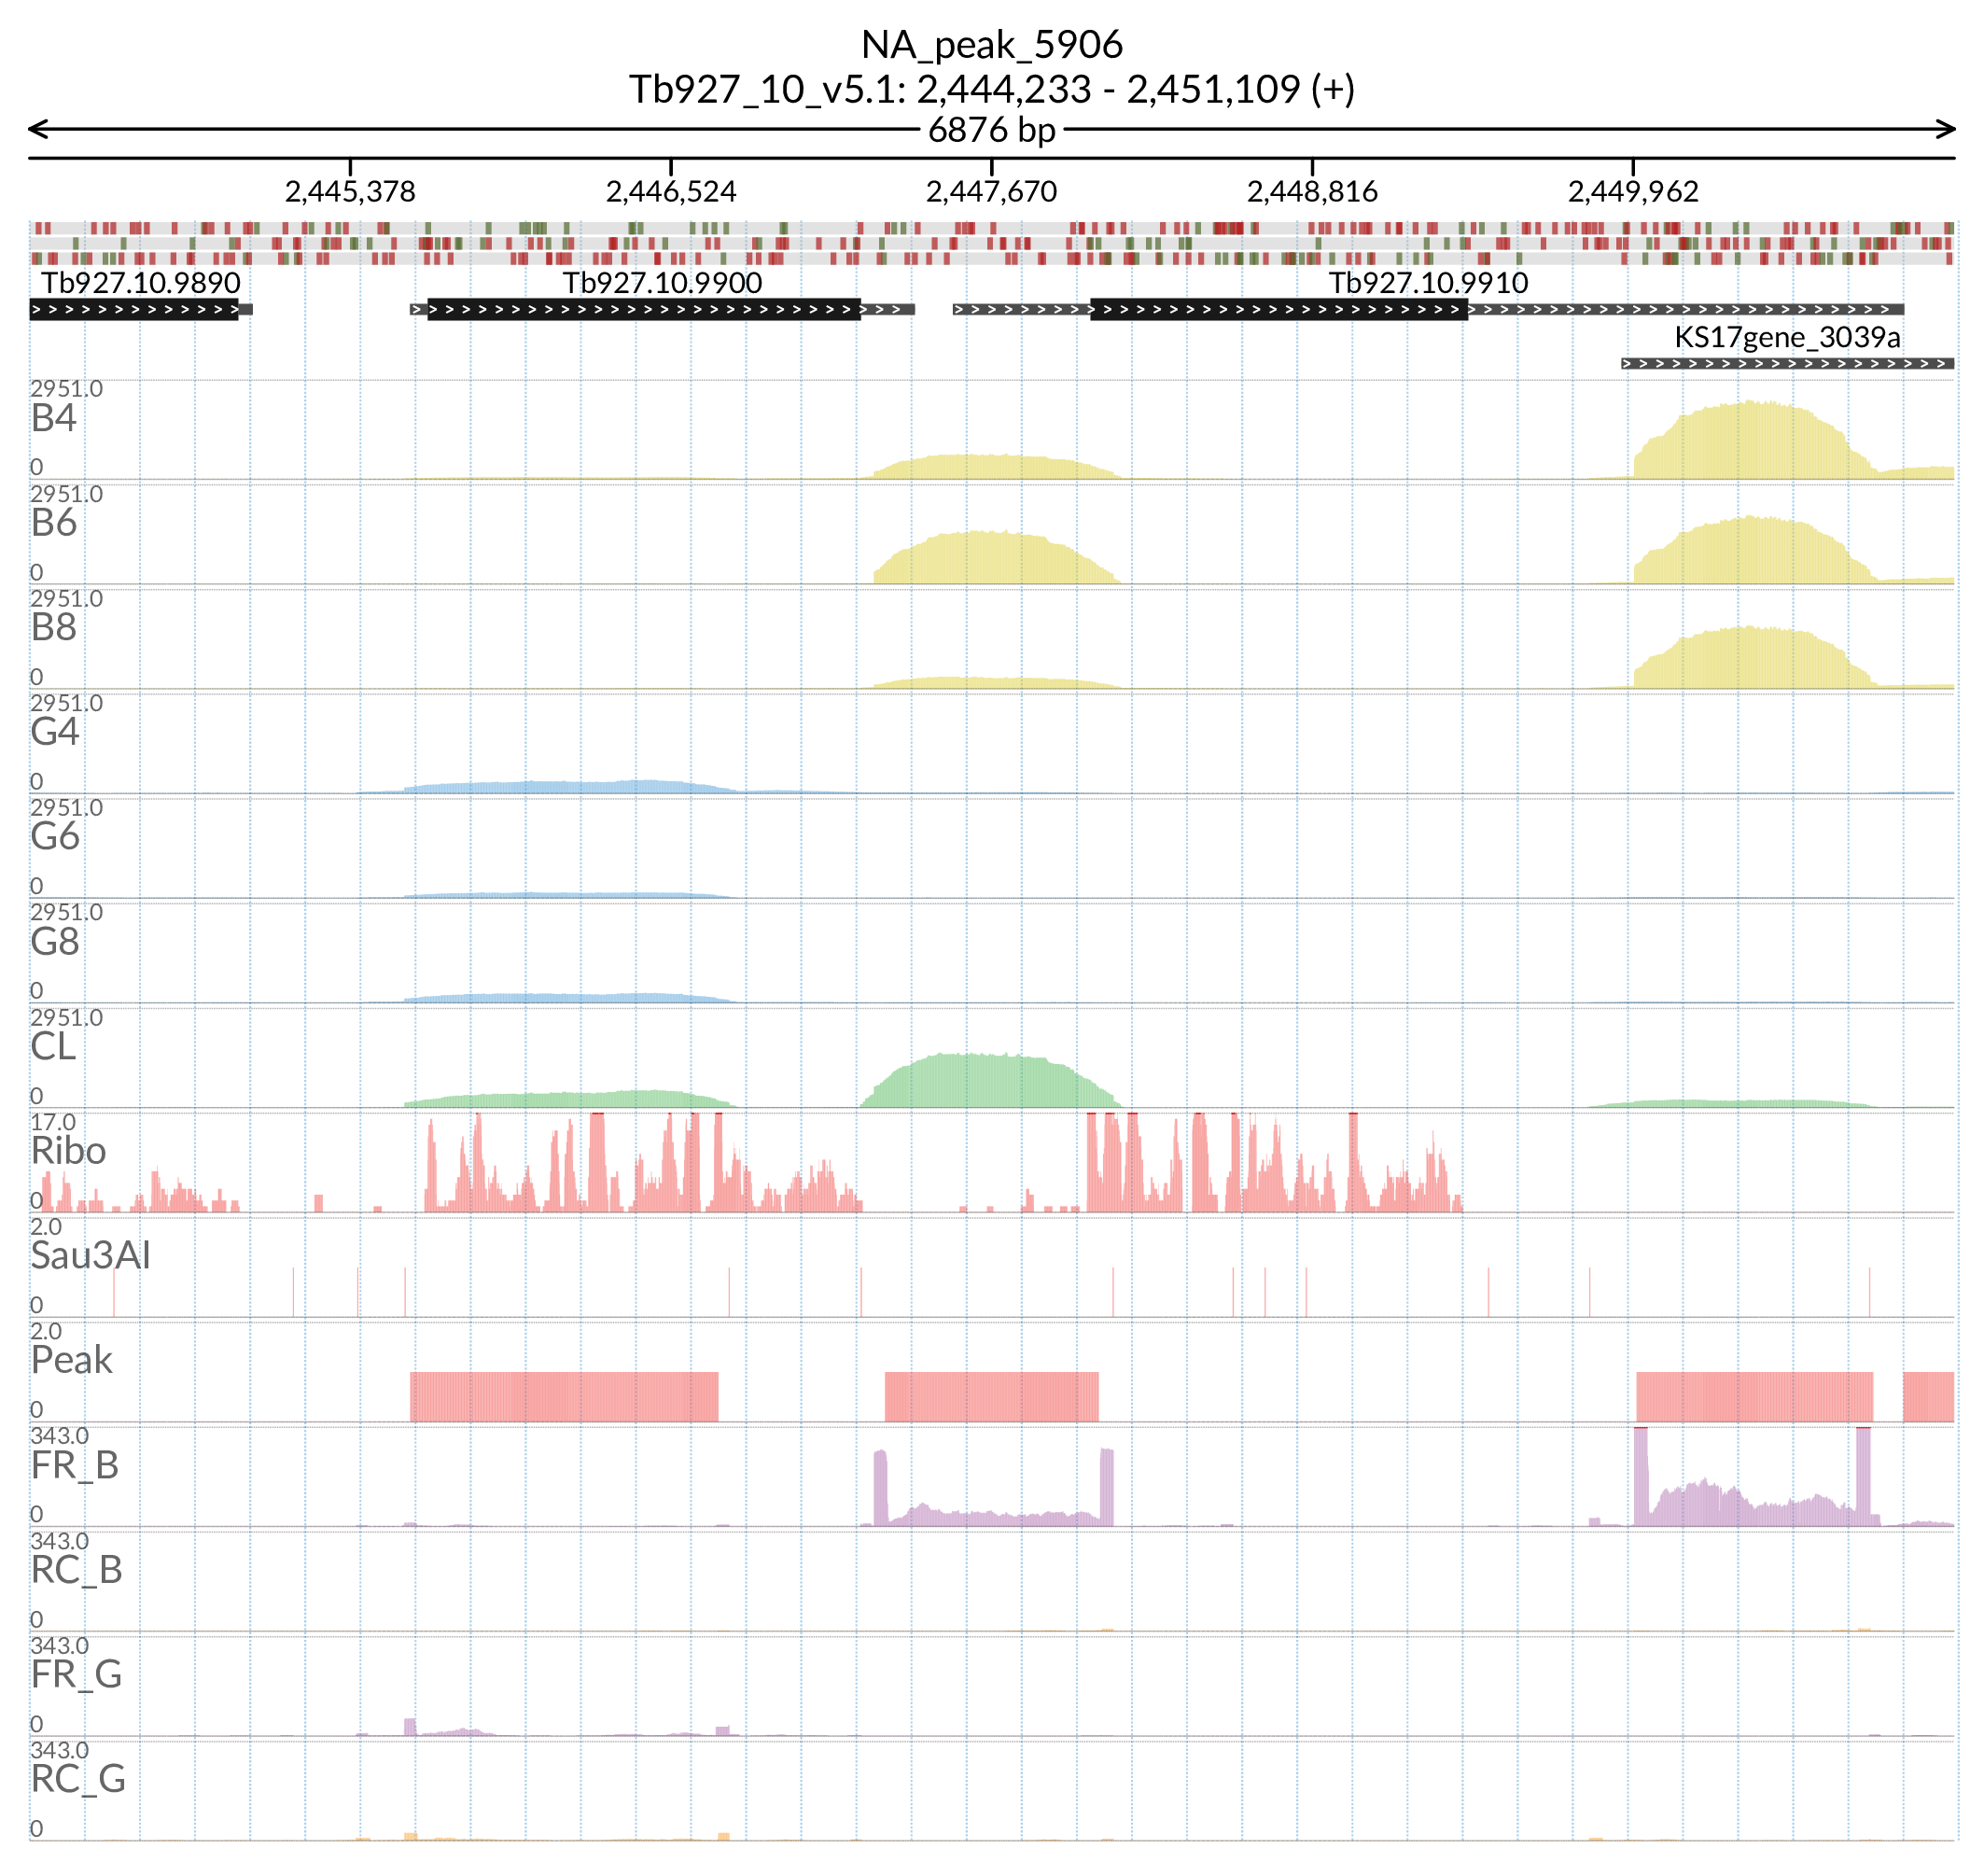 NA_peak_5906
Tb927_10_v5.1: 2,444,233 - 2,451,109 (+)
6876 bp
2,445,378 2,446,524 2,447,670 2,448,816 2,449,962
Tb927.10.9890 Tb927.10.9900 Tb927.10.9910
KS17gene_3039a
2951.0
B4
0
2951.0
B6
0
2951.0
B8
0
2951.0
G4
0
2951.0
G6
0
2951.0
G8
0
2951.0
CL
0
17.0
Ribo
0
2.0
Sau3AI
0
2.0
Peak
0
343.0
FR_B
0
343.0
RC_B
0
343.0
FR_G
0
343.0
RC_G
0